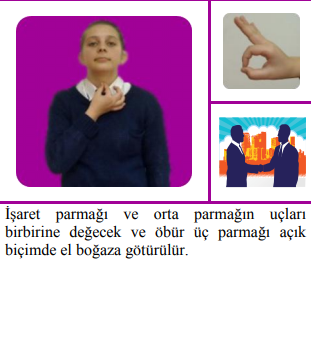 İşaret parmağı ve orta parmağın uçları
birbirine değecek ve öbür üç parmağı açık
biçimde el boğaza götürülür.